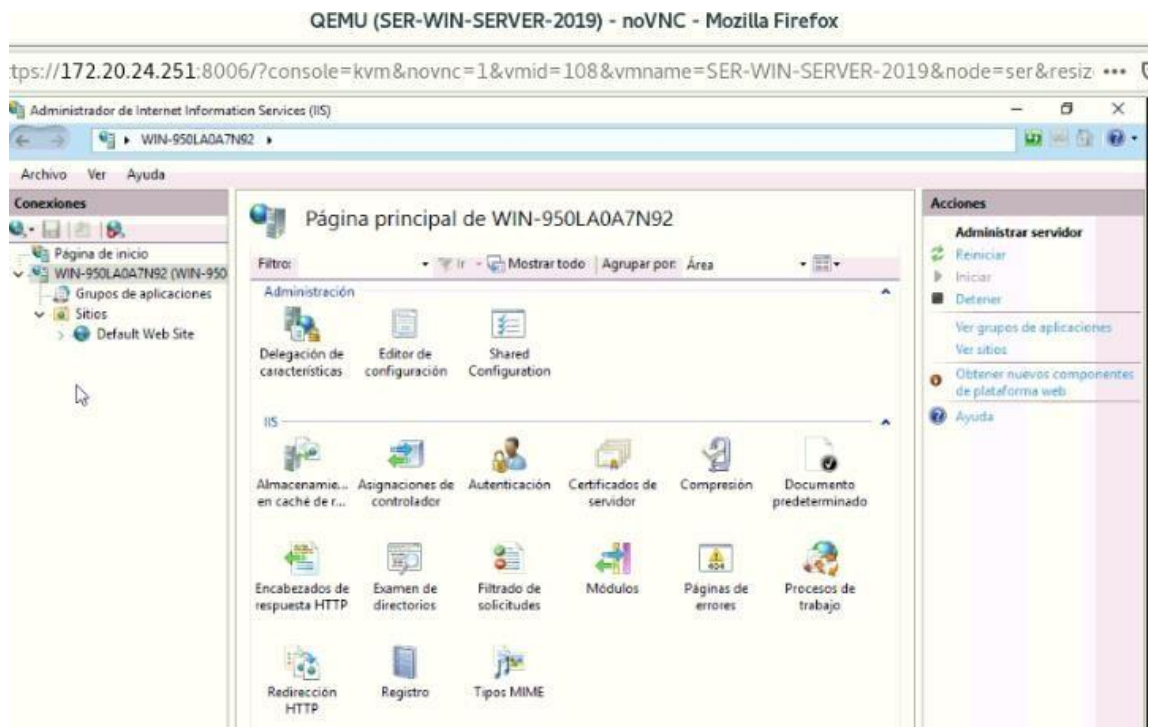 QEMU (SER-WIN-SERVER-2019) - noVNC - Mozilla Firefox
tps://172.20.24.251:8006/?console=kvm&novnc=1&vmid=108&vmname=SER-WIN-SERVER-2019&node=ser&resiz
Administrador de Internet Information Services (IIS)
WIN-950LA0A7N92
Archivo Ver Ayuda
Conexiones
Página de inicio
WIN-950LA0A7N92 (WIN-950
Grupos de aplicaciones
Sitios
Default Web Site
Página principal de WIN-950LA0A7N92
Filtro: Ir Mostrar todo Agrupar por: Área
Administración
Delegación de características
Editor de configuración
Shared Configuration
IIS
Almacenamie... en caché de r...
Asignaciones de controlador
Autenticación
Certificados de servidor
Compresión
Documento predeterminado
Encabezados de respuesta HTTP
Examen de directorios
Filtrado de solicitudes
Módulos
404
Páginas de errores
Procesos de trabajo
Redirección HTTP
Registro
Tipos MIME
Acciones
Administrar servidor
Reiniciar
Iniciar
Detener
Ver grupos de aplicaciones
Ver sitios
Obtener nuevos componentes
de plataforma web
Ayuda